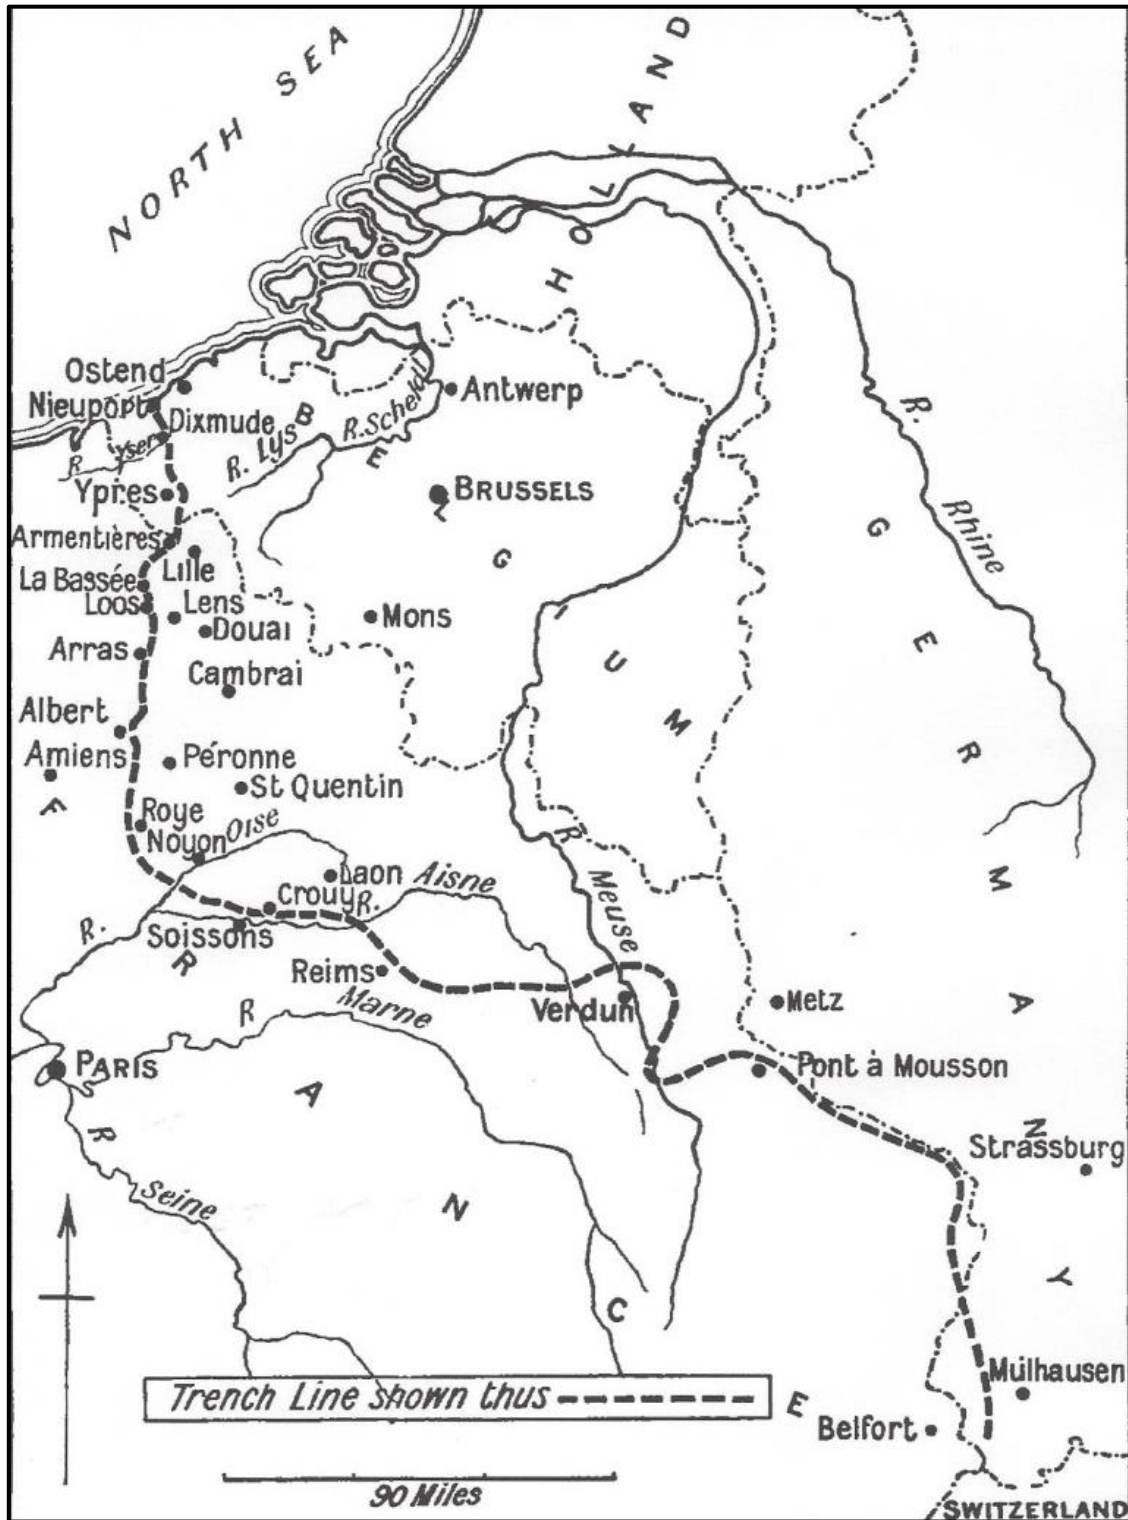 NORTH SEA
HOLLAND
Ostend
Nieuport
Dixmude
Antwerp
R. Scheldt
R. Lys
R Yser
BELGIUM
Ypres
BRUSSELS
R. Rhine
GERMANY
Armentières
Lille
La Bassée
Loos
Lens
Mons
Douai
Arras
Cambrai
Albert
Amiens
Péronne
St Quentin
Roye
Noyon
R. Oise
Laon
R. Aisne
Crouy
R Meuse
Soissons
Reims
R Marne
Verdun
Metz
PARIS
Pont à Mousson
FRANCE
R Seine
Strassburg
Mülhausen
Trench Line shown thus
Belfort
90 Miles
SWITZERLAND